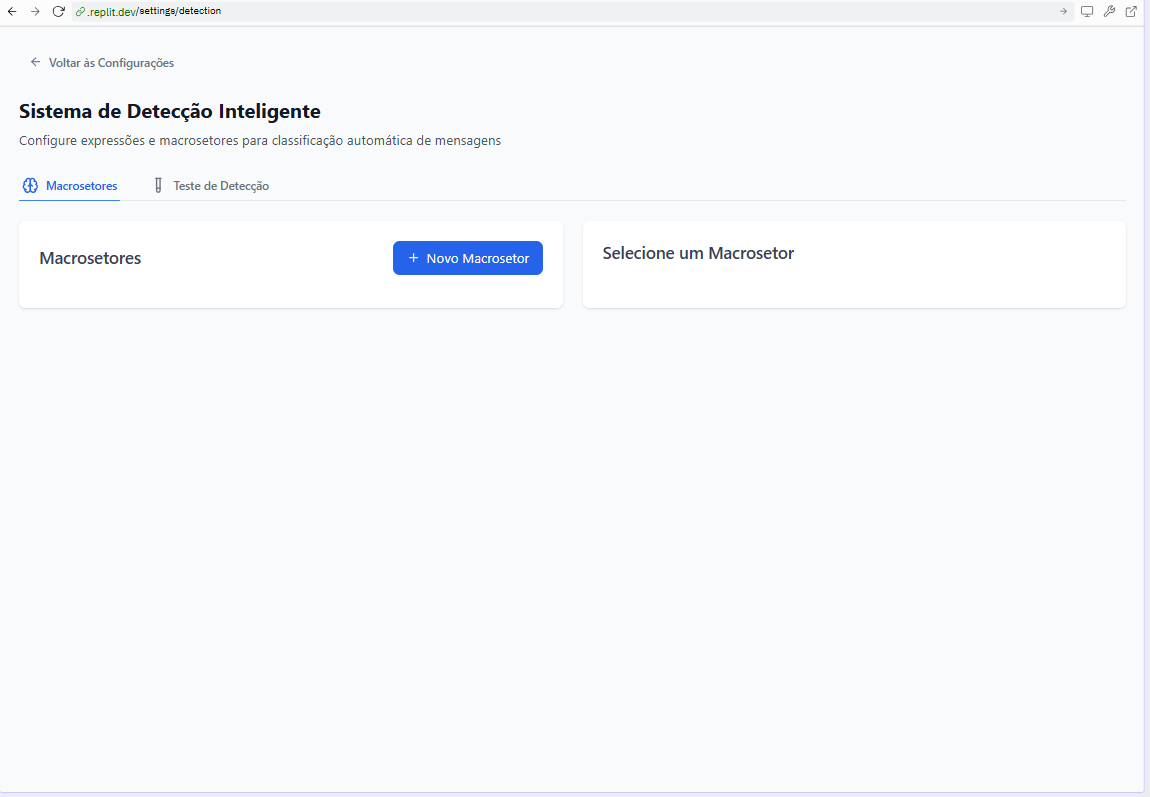 .replit.dev/settings/detection
Voltar às Configurações
Sistema de Detecção Inteligente
Configure expressões e macrosetores para classificação automática de mensagens
Macrosetores
Teste de Detecção
Macrosetores
+ Novo Macrosetor
Selecione um Macrosetor